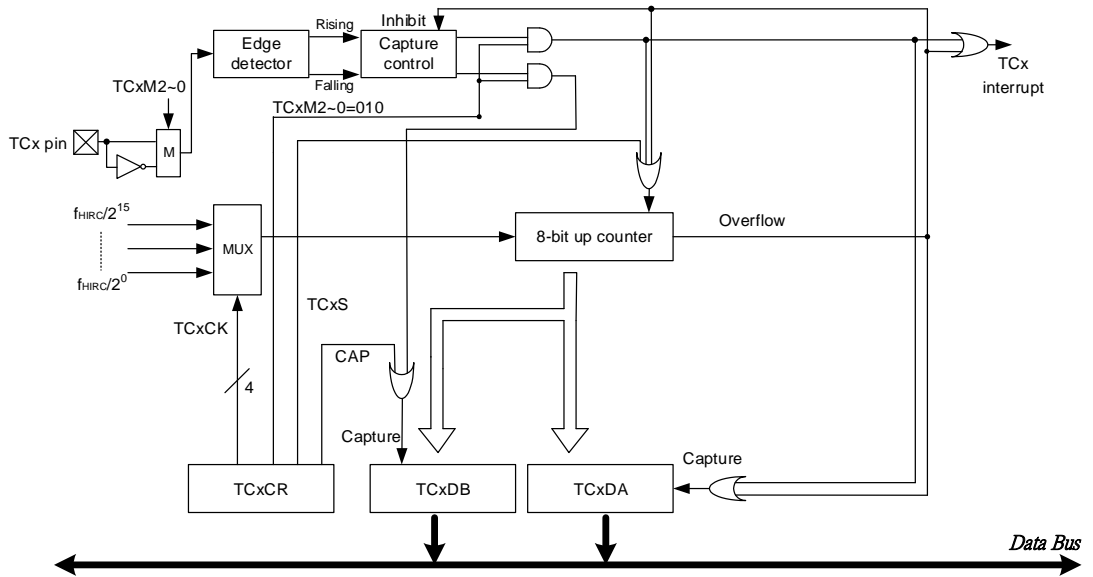 Rising
Inhibit
Edge
detector
Capture
control
Falling
TCx
interrupt
TCxM2~0
TCxM2~0=010
TCx pin
M
fHIRC/2^15
MUX
fHIRC/2^0
8-bit up counter
Overflow
TCxS
TCxCK
CAP
4
Capture
Capture
TCxCR
TCxDB
TCxDA
Data Bus